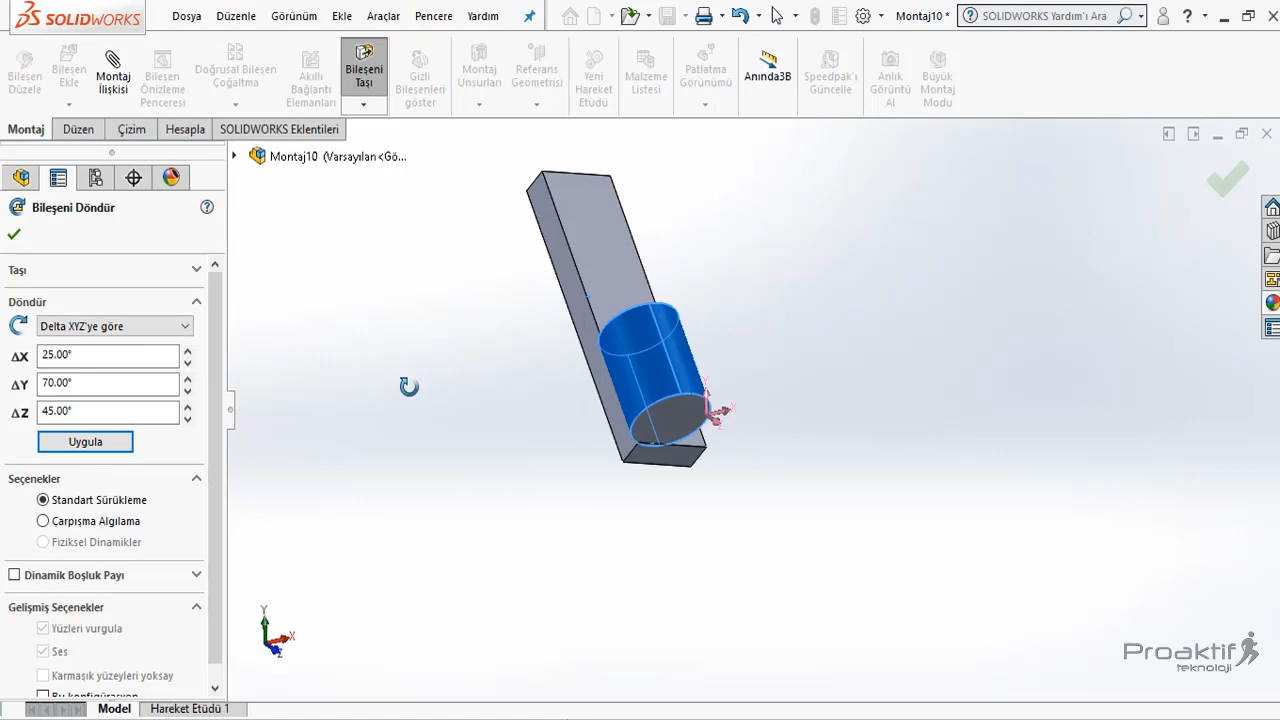 SOLIDWORKS
Dosya Düzenle Görünüm Ekle Araçlar Pencere Yardım
Montaj10 *
SOLIDWORKS Yardım'ı Ara
?
Bileşen Düzele
Bileşen Ekle
Montaj İlişkisi
Bileşen Önizleme Penceresi
Doğrusal Bileşen Çoğaltma
Akıllı Bağlantı Elemanları
Bileşeni Taşı
Gizli Bileşenleri göster
Montaj Unsurları
Referans Geometrisi
Yeni Hareket Etüdü
Malzeme Listesi
Patlatma Görünümü
Anında3B
Speedpak'ı Güncelle
Anlık Görüntü Al
Büyük Montaj Modu
Montaj Düzen Çizim Hesapla SOLIDWORKS Eklentileri
Montaj10 (Varsayılan<Gö...
Bileşeni Döndür
?
Taşı
Döndür
Delta XYZ'ye göre
ΔX 25.00°
ΔY 70.00°
ΔZ 45.00°
Uygula
Seçenekler
Standart Sürükleme
Çarpışma Algılama
Fiziksel Dinamikler
Dinamik Boşluk Payı
Gelişmiş Seçenekler
Yüzleri vurgula
Ses
Karmaşık yüzeyleri yoksay
Bu konfigürasyon
Y
X
Z
Y
X
Z
Proaktif
teknoloji
Model Hareket Etüdü 1